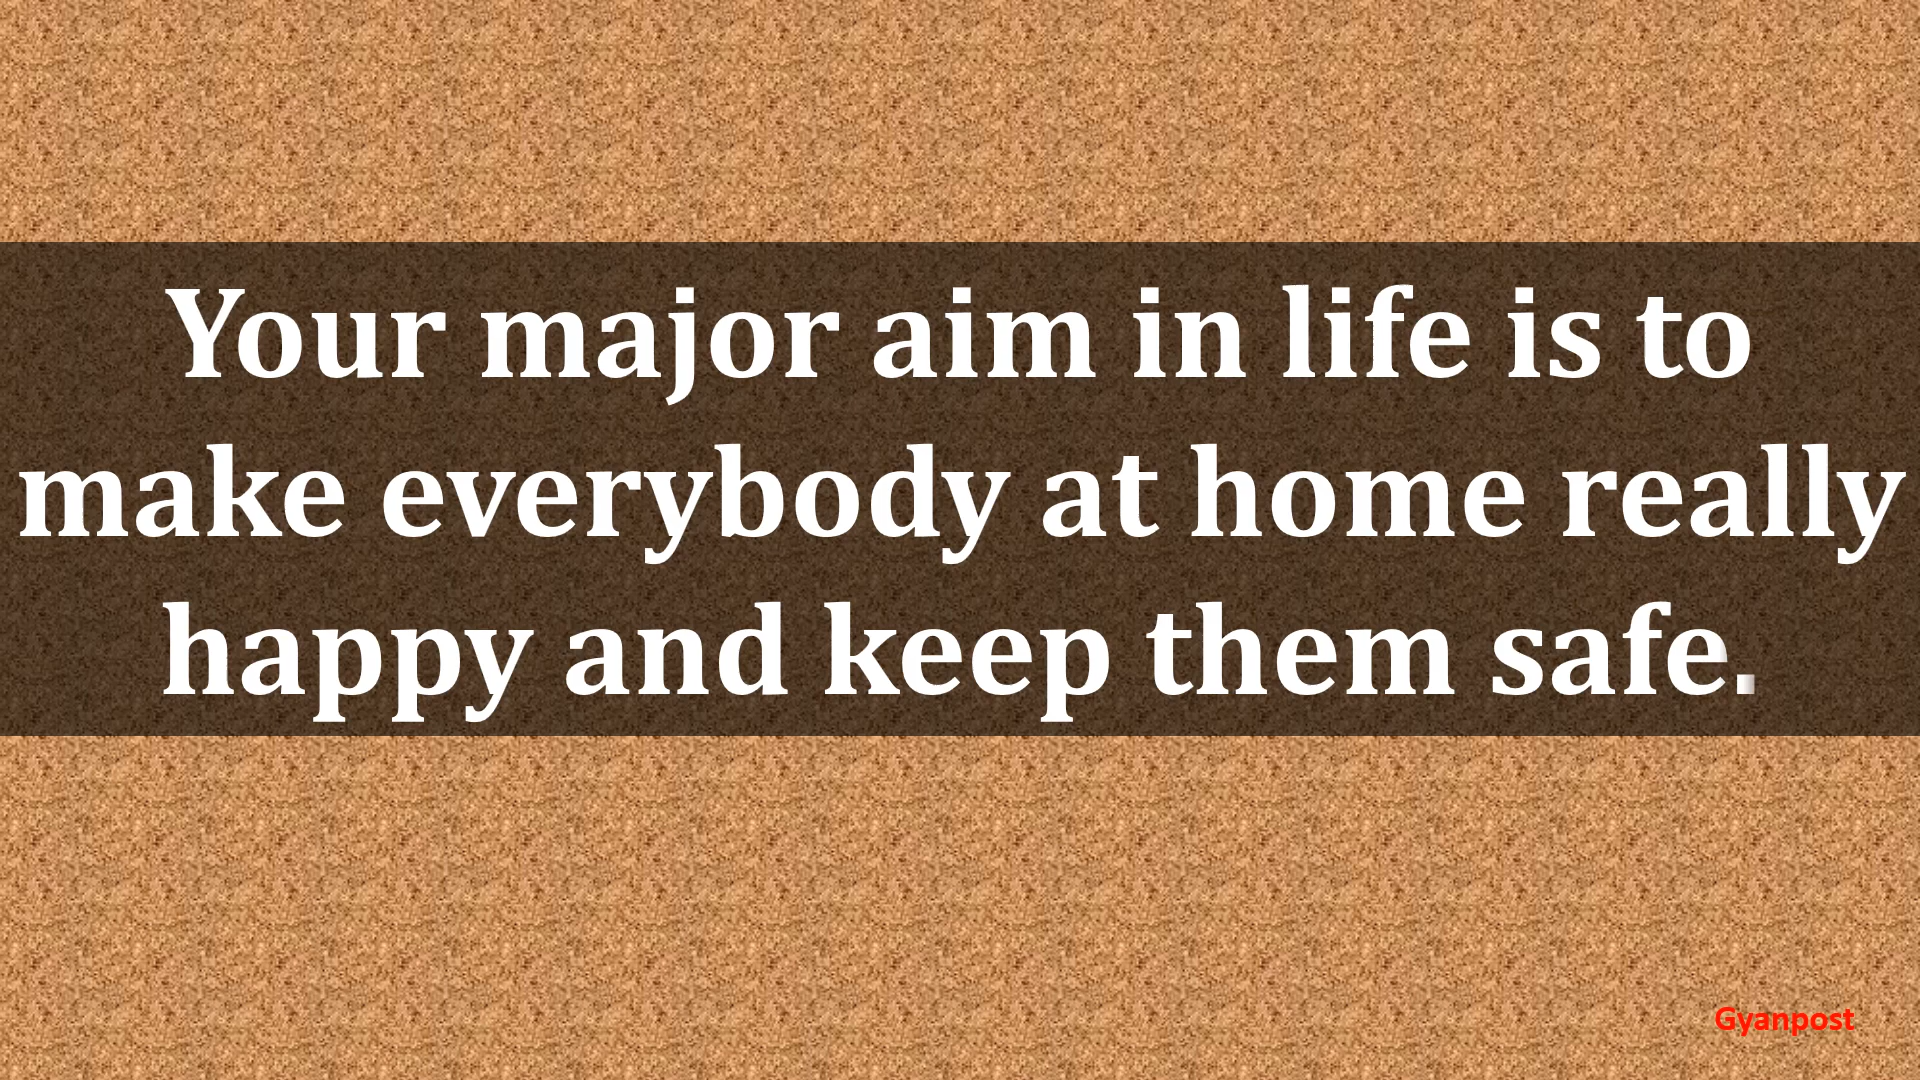 Your major aim in life is to
make everybody at home really
happy and keep them safe.
Gyanpost